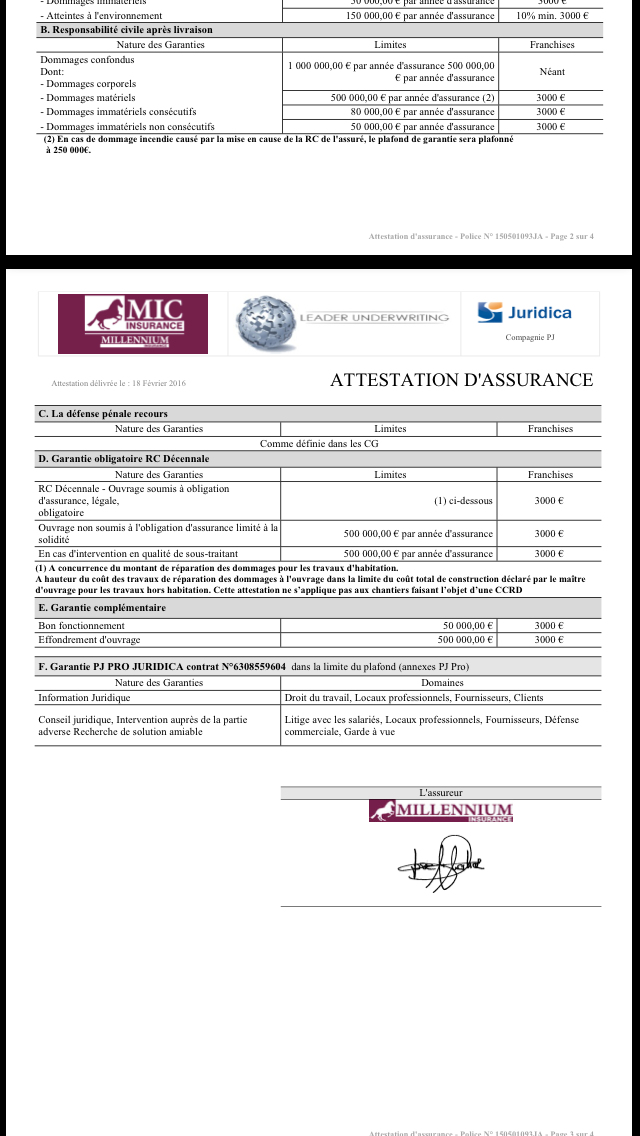 - Dommages immatériels 50 000,00 € par année d'assurance 3000 €
- Atteintes à l'environnement 150 000,00 € par année d'assurance 10% min. 3000 €
B. Responsabilité civile après livraison
Nature des Garanties Limites Franchises
Dommages confondus
Dont:
- Dommages corporels
1 000 000,00 € par année d'assurance 500 000,00
€ par année d'assurance
Néant
- Dommages matériels 500 000,00 € par année d'assurance (2) 3000 €
- Dommages immatériels consécutifs 80 000,00 € par année d'assurance 3000 €
- Dommages immatériels non consécutifs 50 000,00 € par année d'assurance 3000 €
(2) En cas de dommage incendie causé par la mise en cause de la RC de l'assuré, le plafond de garantie sera plafonné
à 250 000€.
Attestation d'assurance - Police N° 150501093JA - Page 2 sur 4
MIC
INSURANCE
MILLENNIUM
LEADER UNDERWRITING
Juridica
Compagnie PJ
Attestation délivrée le : 18 Février 2016
ATTESTATION D'ASSURANCE
C. La défense pénale recours
Nature des Garanties Limites Franchises
Comme définie dans les CG
D. Garantie obligatoire RC Décennale
Nature des Garanties Limites Franchises
RC Décennale - Ouvrage soumis à obligation
d'assurance, légale,
obligatoire
(1) ci-dessous
3000 €
Ouvrage non soumis à l'obligation d'assurance limité à la
solidité
500 000,00 € par année d'assurance
3000 €
En cas d'intervention en qualité de sous-traitant 500 000,00 € par année d'assurance 3000 €
(1) A concurrence du montant de réparation des dommages pour les travaux d'habitation.
A hauteur du coût des travaux de réparation des dommages à l'ouvrage dans la limite du coût total de construction déclaré par le maître
d'ouvrage pour les travaux hors habitation. Cette attestation ne s'applique pas aux chantiers faisant l'objet d'une CCRD
E. Garantie complémentaire
Bon fonctionnement 50 000,00 € 3000 €
Effondrement d'ouvrage 500 000,00 € 3000 €
F. Garantie PJ PRO JURIDICA contrat N°6308559604 dans la limite du plafond (annexes PJ Pro)
Nature des Garanties Domaines
Information Juridique Droit du travail, Locaux professionnels, Fournisseurs, Clients
Conseil juridique, Intervention auprès de la partie
adverse Recherche de solution amiable
Litige avec les salariés, Locaux professionnels, Fournisseurs, Défense
commerciale, Garde à vue
L'assureur
MILLENNIUM
INSURANCE
Attestation d'assurance - Police N° 150501093JA - Page 3 sur 4